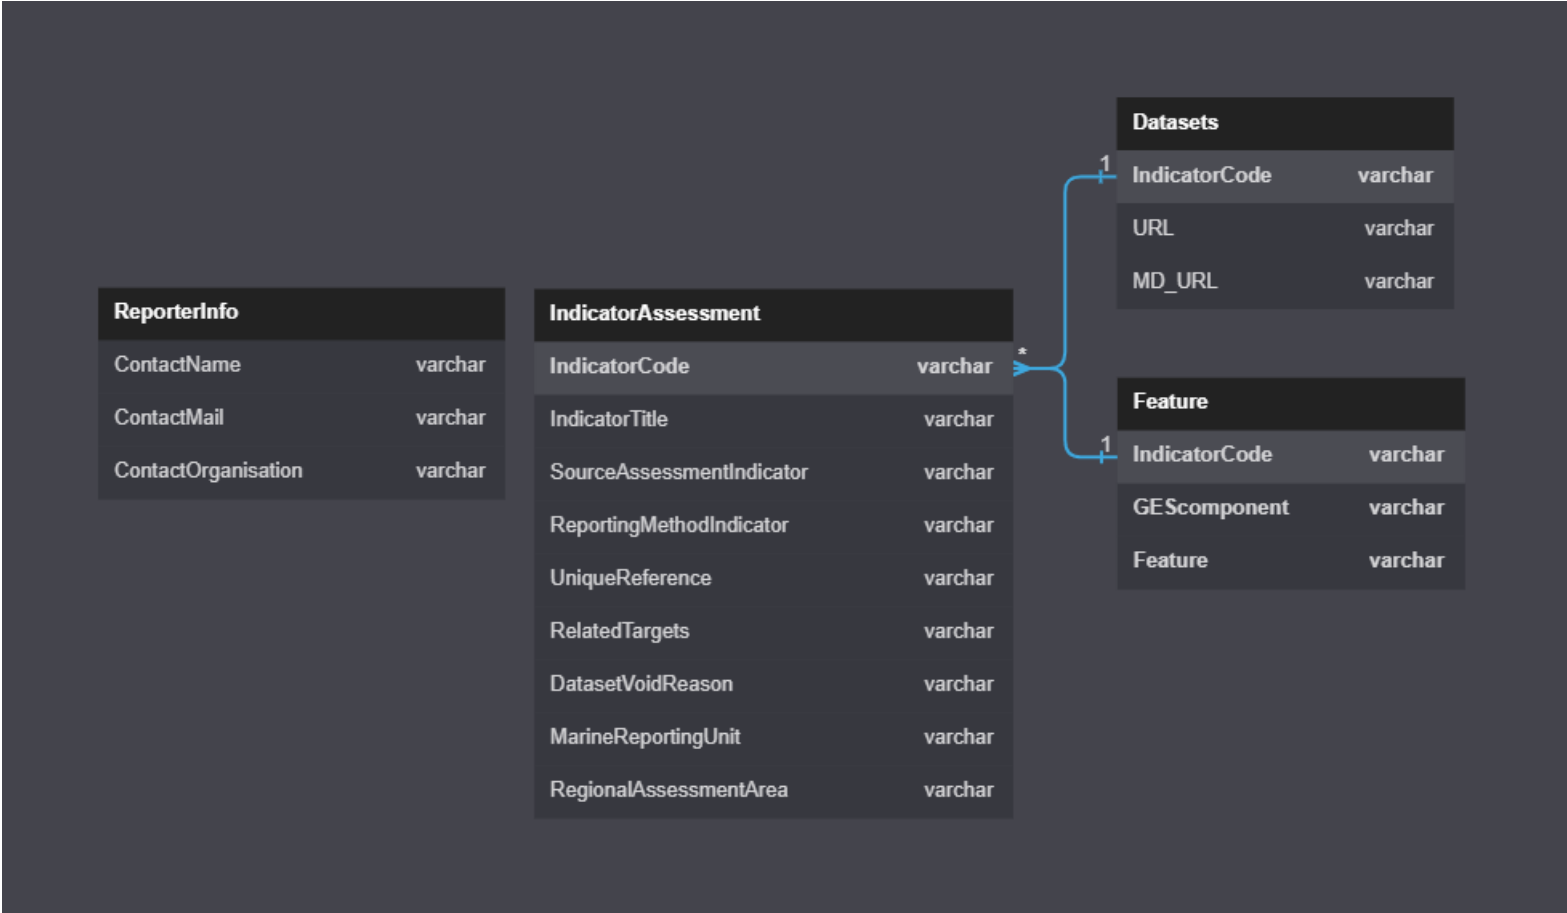 ReporterInfo
ContactName varchar
ContactMail varchar
ContactOrganisation varchar
IndicatorAssessment
IndicatorCode varchar
IndicatorTitle varchar
SourceAssessmentIndicator varchar
ReportingMethodIndicator varchar
UniqueReference varchar
RelatedTargets varchar
DatasetVoidReason varchar
MarineReportingUnit varchar
RegionalAssessmentArea varchar
*
1
Datasets
IndicatorCode varchar
URL varchar
MD_URL varchar
1
Feature
IndicatorCode varchar
GEScomponent varchar
Feature varchar